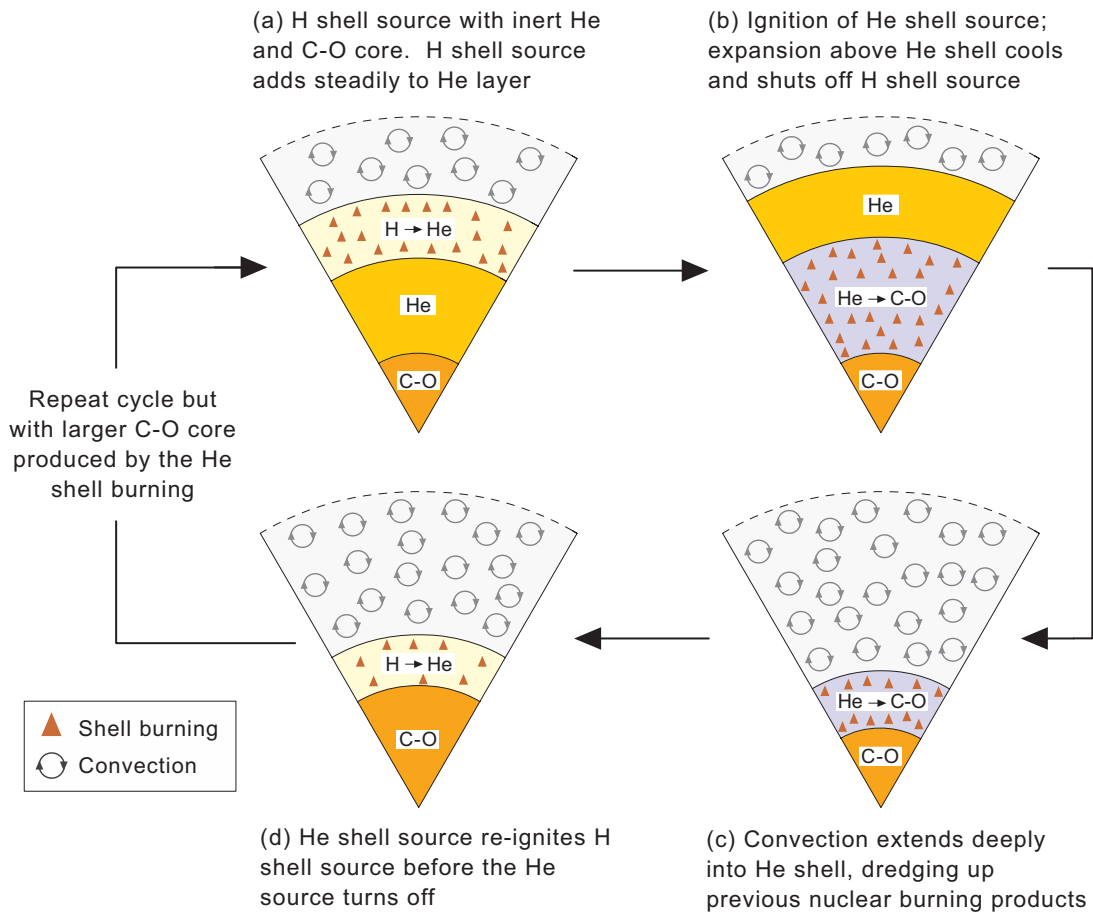 (a) H shell source with inert He
and C-O core. H shell source
adds steadily to He layer
H → He
He
C-O
(b) Ignition of He shell source;
expansion above He shell cools
and shuts off H shell source
He
He → C-O
C-O
Repeat cycle but
with larger C-O core
produced by the He
shell burning
H → He
C-O
(d) He shell source re-ignites H
shell source before the He
source turns off
He → C-O
C-O
(c) Convection extends deeply
into He shell, dredging up
previous nuclear burning products
Shell burning
Convection